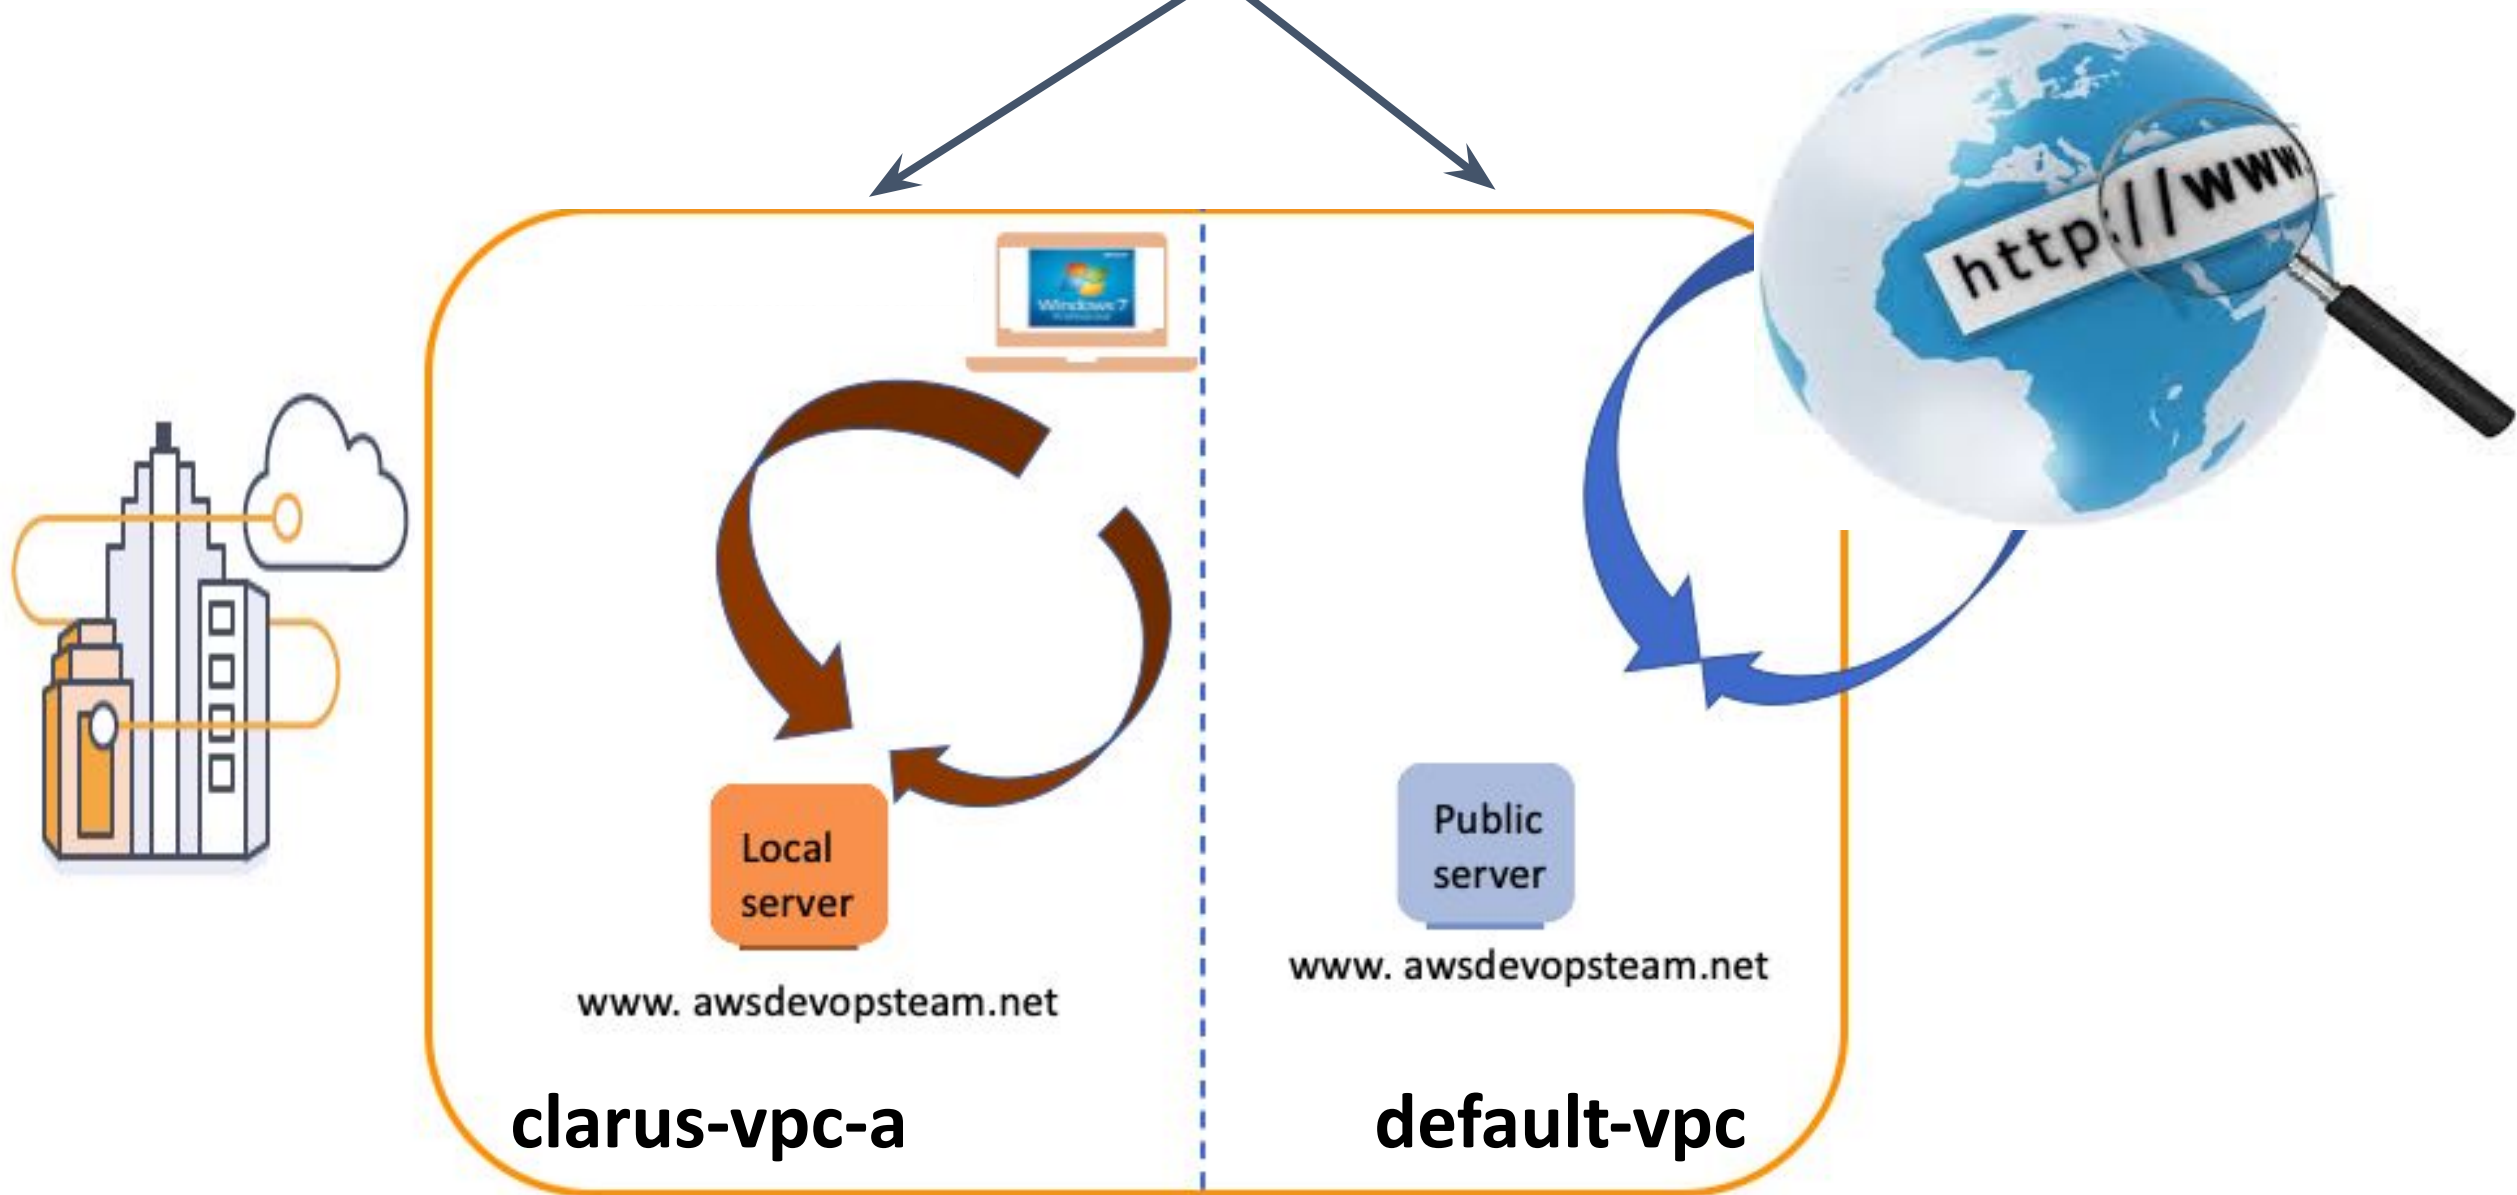 http://www.
Windows 7
Local
server
www. awsdevopsteam.net
clarus-vpc-a
Public
server
www. awsdevopsteam.net
default-vpc